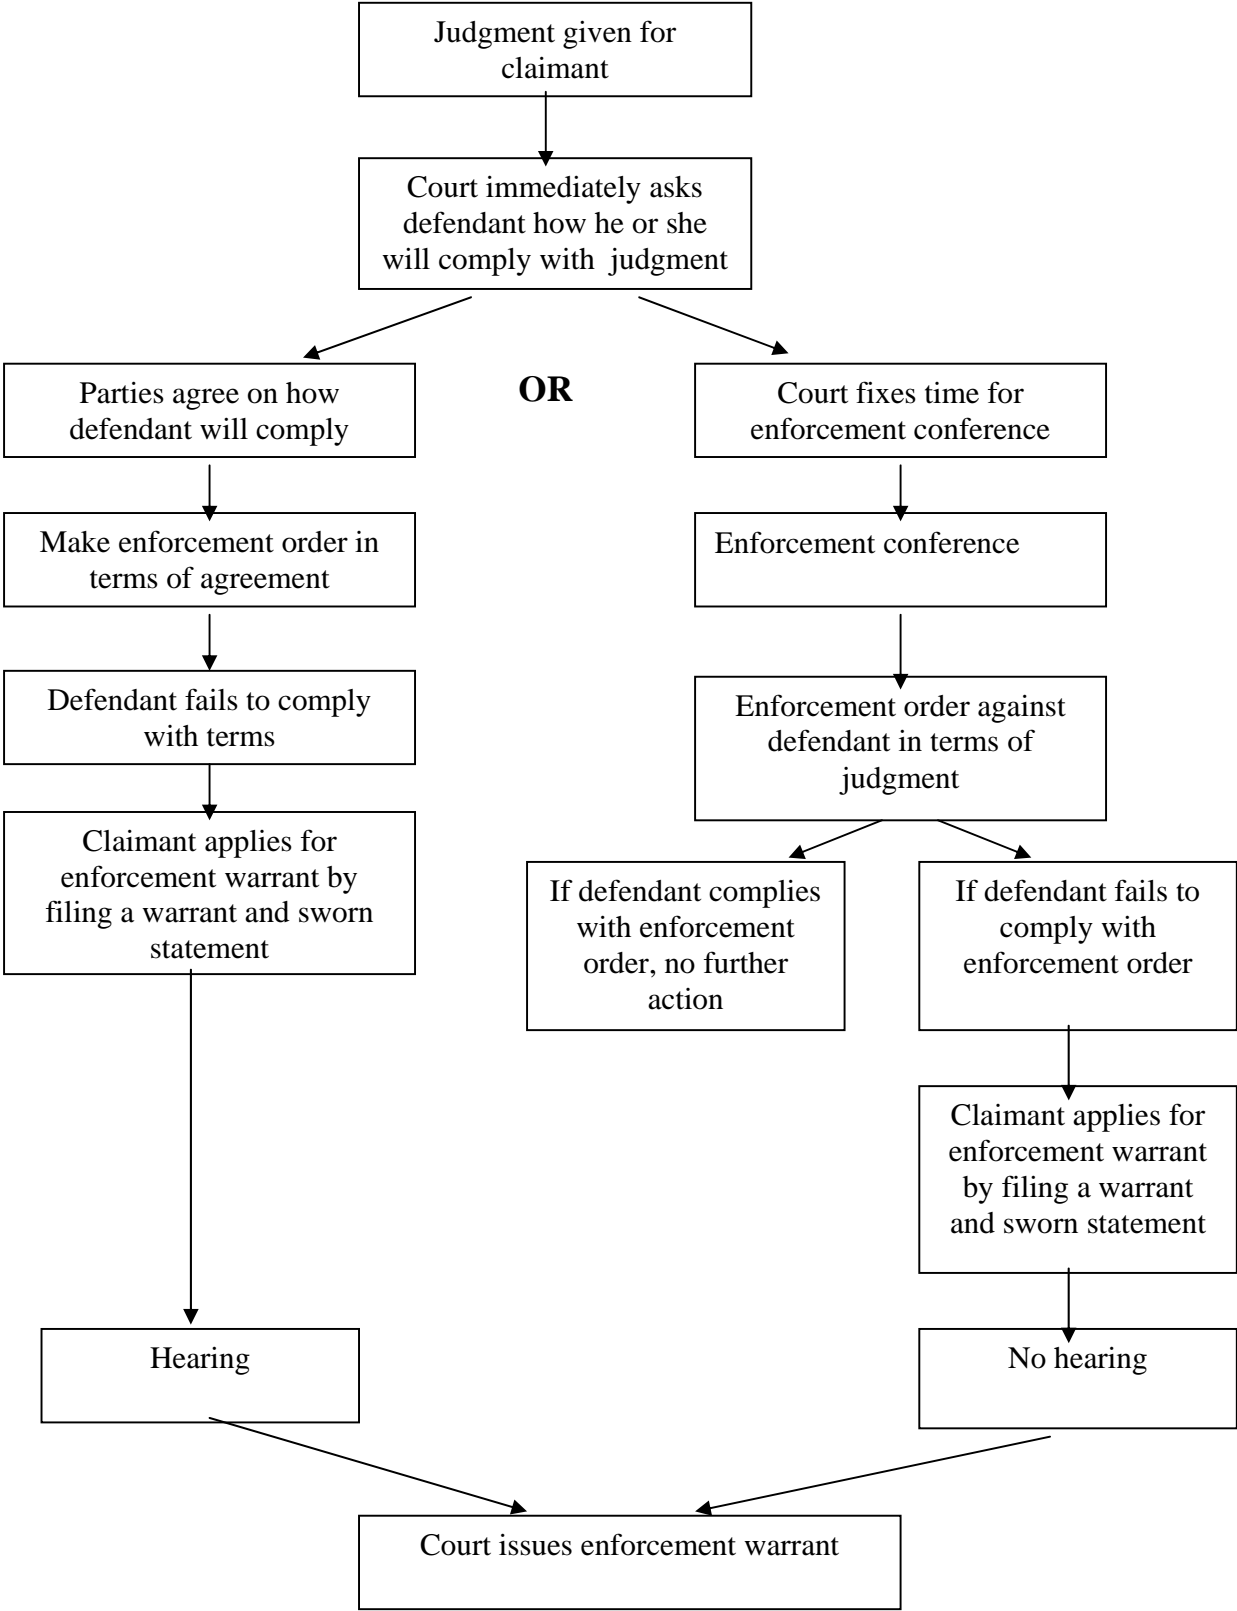 Judgment given for
claimant
Court immediately asks
defendant how he or she
will comply with judgment
Parties agree on how
defendant will comply
OR
Court fixes time for
enforcement conference
Make enforcement order in
terms of agreement
Enforcement conference
Defendant fails to comply
with terms
Enforcement order against
defendant in terms of
judgment
Claimant applies for
enforcement warrant by
filing a warrant and sworn
statement
If defendant complies
with enforcement
order, no further
action
If defendant fails to
comply with
enforcement order
Claimant applies for
enforcement warrant
by filing a warrant
and sworn statement
Hearing
No hearing
Court issues enforcement warrant